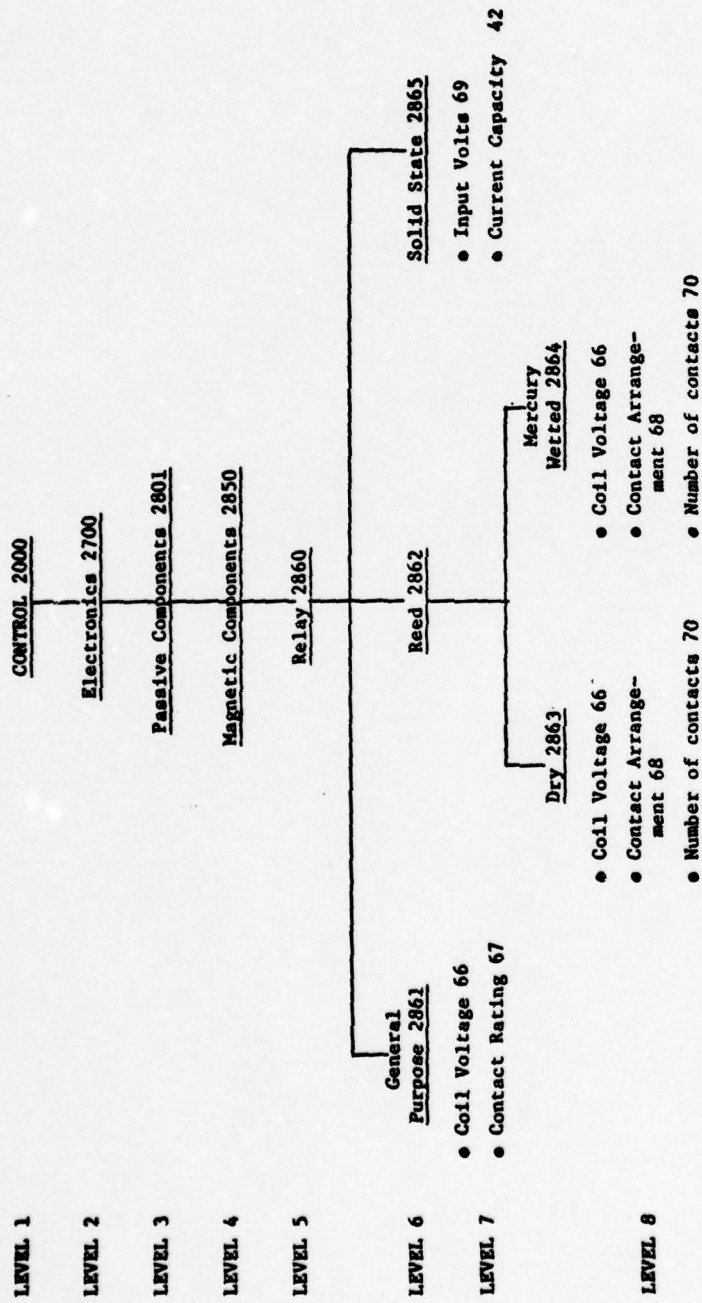 LEVEL 1
CONTROL 2000
LEVEL 2
Electronics 2700
LEVEL 3
Passive Components 2801
LEVEL 4
Magnetic Components 2850
LEVEL 5
Relay 2860
LEVEL 6
General
Purpose 2861
• Coil Voltage 66
• Contact Rating 67
Reed 2862
Solid State 2865
• Input Volts 69
• Current Capacity 42
LEVEL 7
Dry 2863
• Coil Voltage 66
• Contact Arrange-
ment 68
• Number of contacts 70
Mercury
Wetted 2864
• Coil Voltage 66
• Contact Arrange-
ment 68
• Number of contacts 70
LEVEL 8